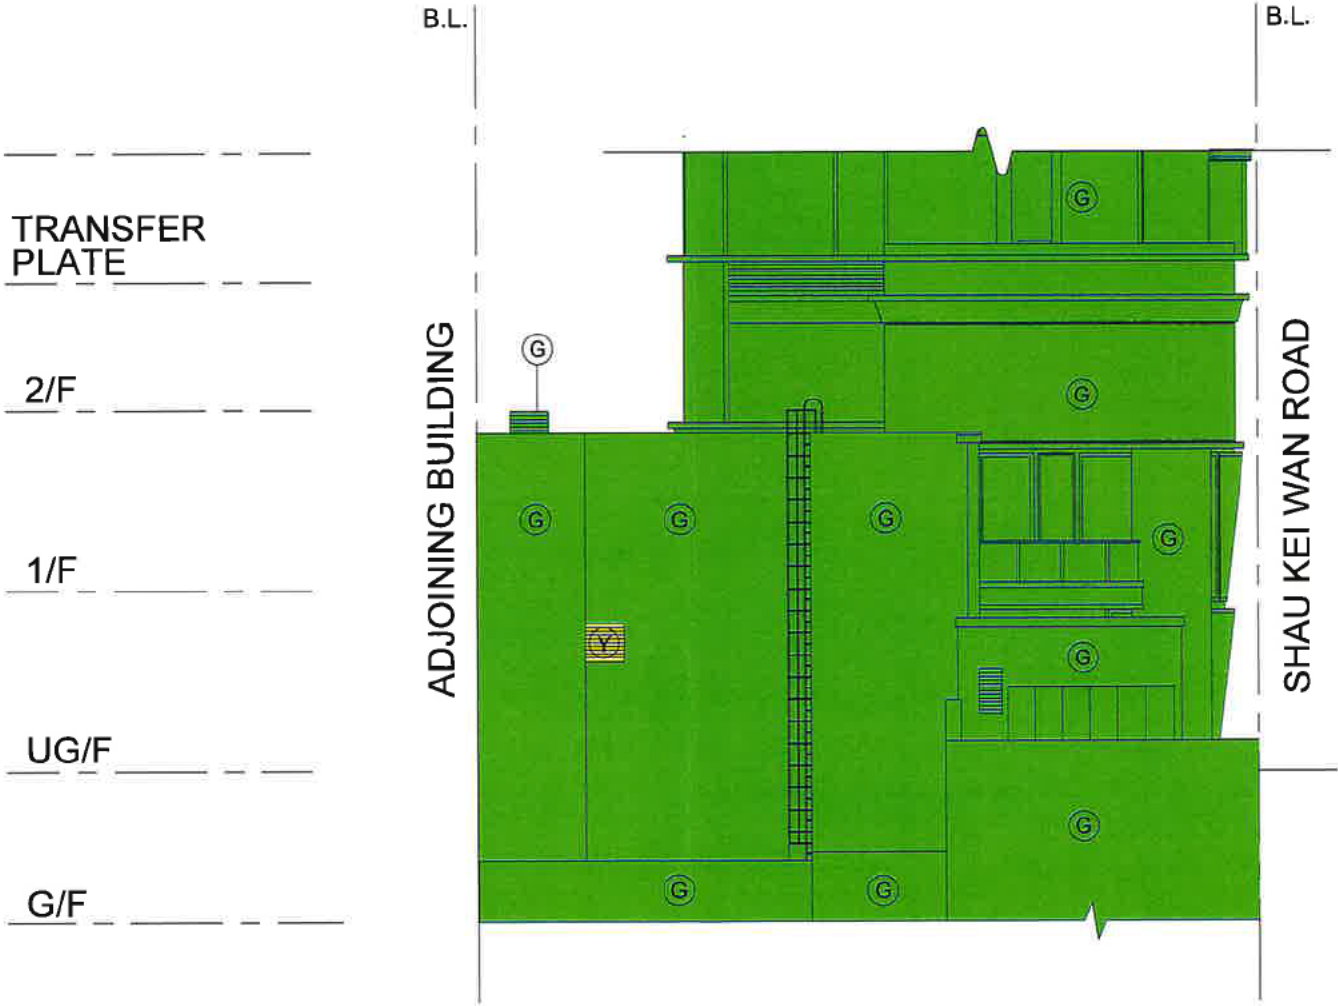 B.L.
B.L.
TRANSFER
PLATE
2/F
1/F
UG/F
G/F
ADJOINING BUILDING
SHAU KEI WAN ROAD
G
G
G
G
G
G
G
Y
G
G
G
G